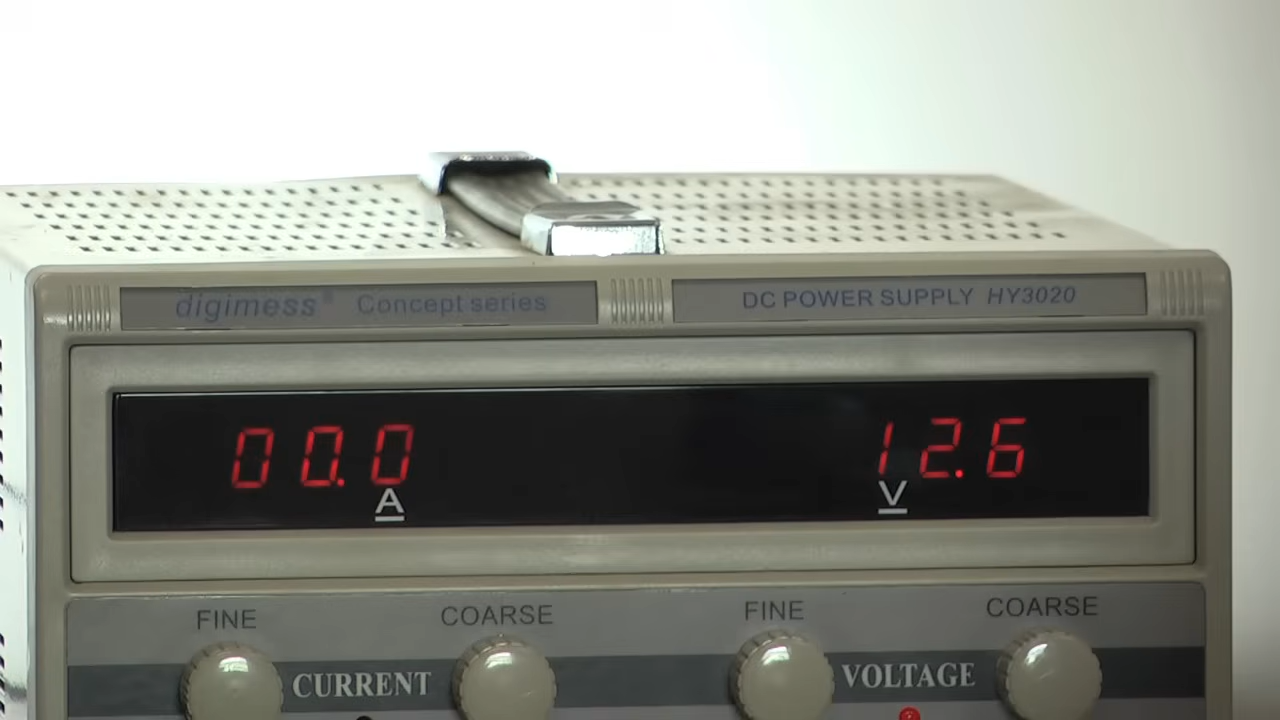 digimess® Concept series
DC POWER SUPPLY HY3020
00.0
A
12.6
V
FINE
COARSE
FINE
COARSE
CURRENT
VOLTAGE